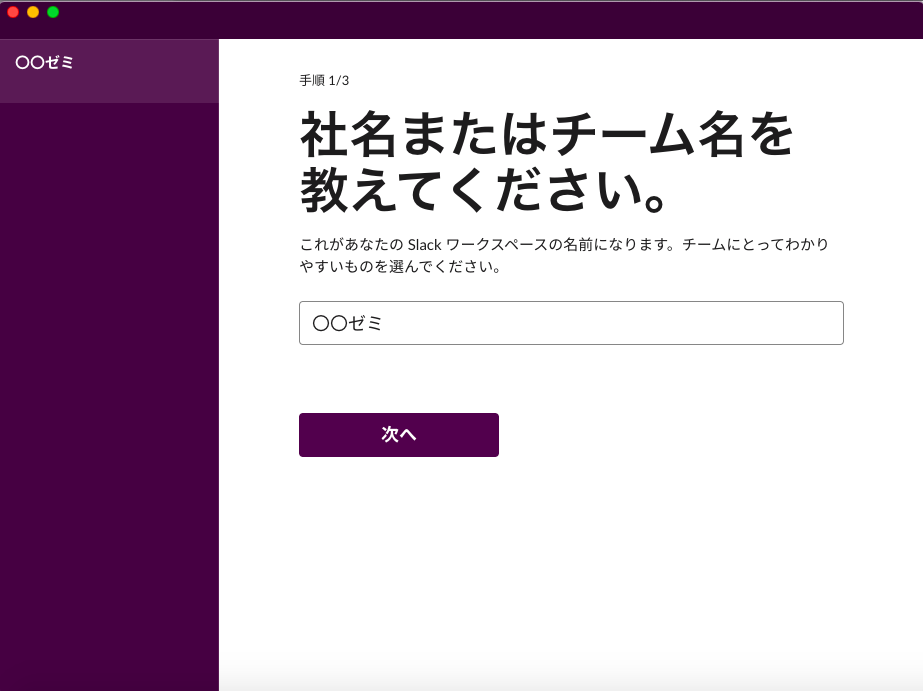 〇〇ゼミ
手順 1/3
社名またはチーム名を
教えてください。
これがあなたの Slack ワークスペースの名前になります。チームにとってわかり
やすいものを選んでください。
〇〇ゼミ
次へ